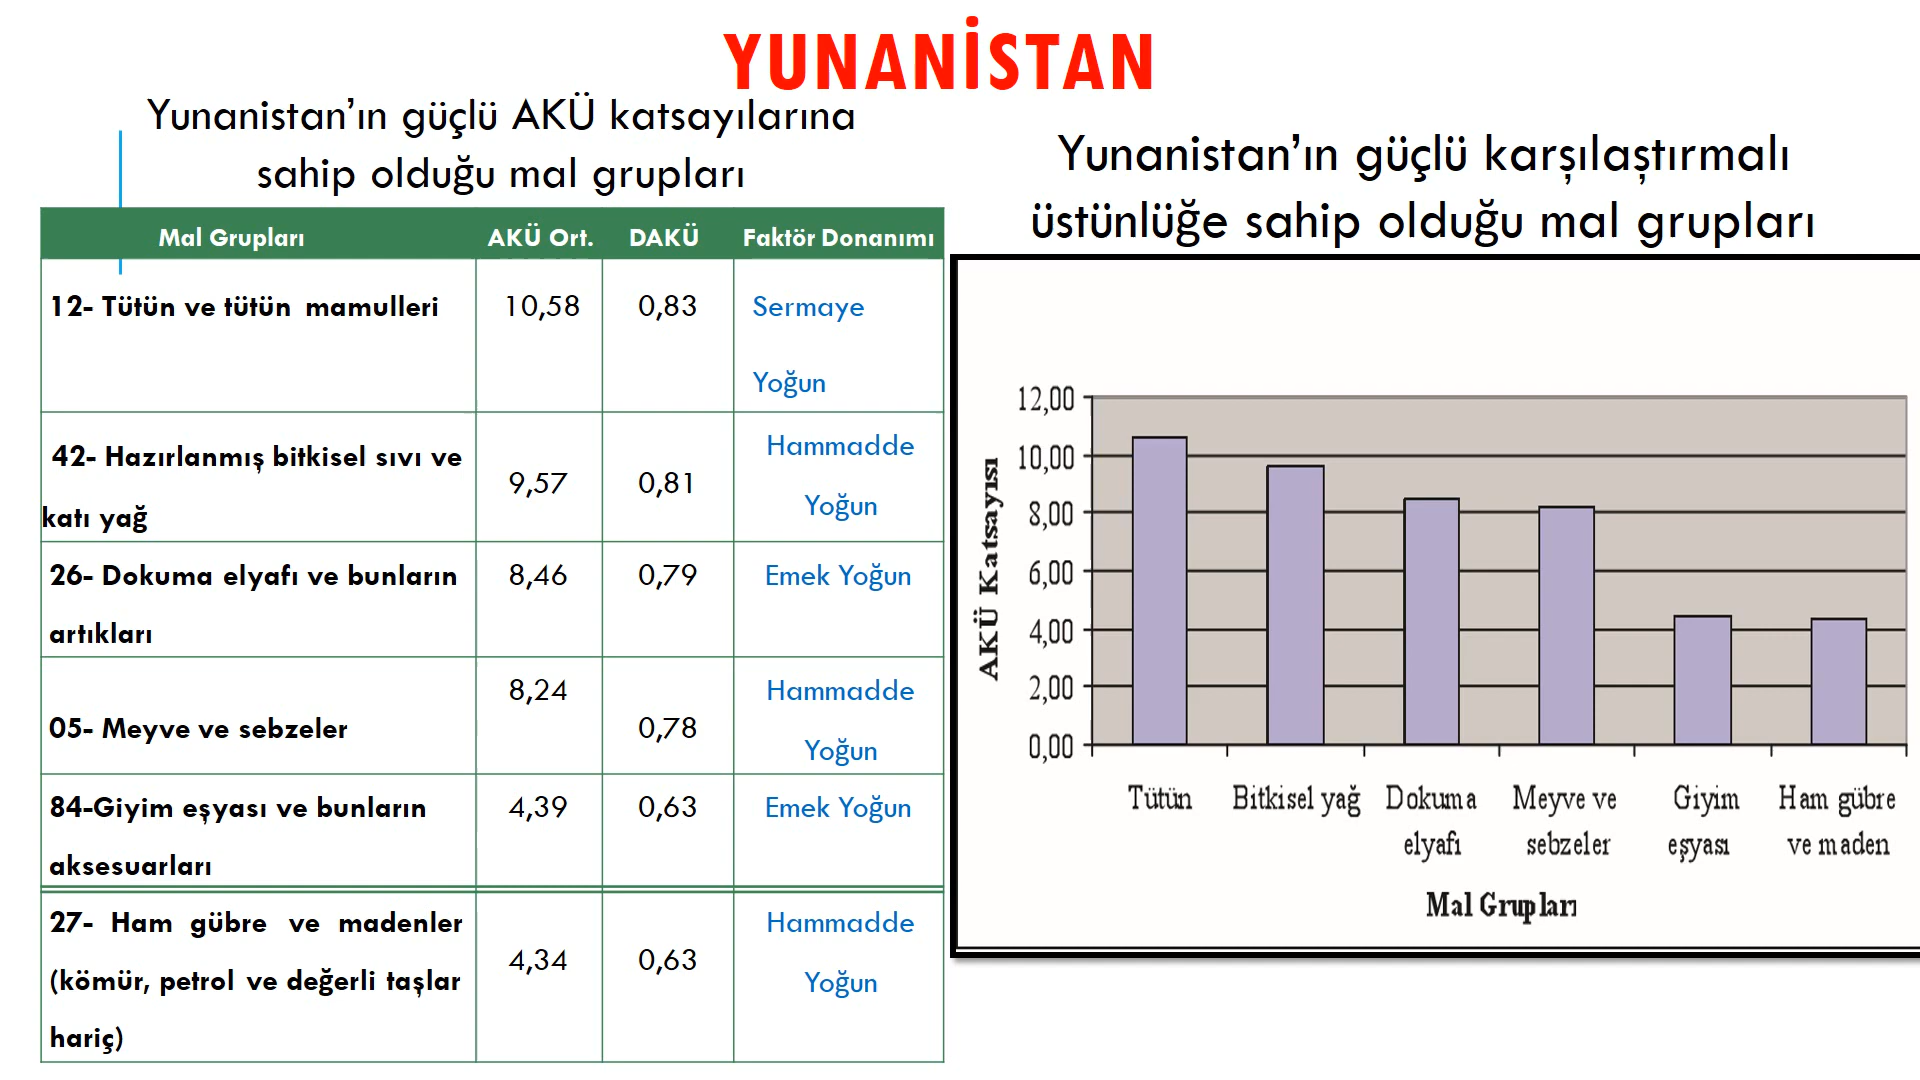 YUNANİSTAN
Yunanistan’ın güçlü AKÜ katsayılarına
sahip olduğu mal grupları
Mal Grupları AKÜ Ort. DAKÜ Faktör Donanımı
12- Tütün ve tütün mamulleri 10,58 0,83 Sermaye
Yoğun
42- Hazırlanmış bitkisel sıvı ve
katı yağ
9,57 0,81
Hammadde
Yoğun
26- Dokuma elyafı ve bunların
artıkları
8,46 0,79 Emek Yoğun
05- Meyve ve sebzeler
8,24
0,78
Hammadde
Yoğun
84-Giyim eşyası ve bunların
aksesuarları
4,39 0,63 Emek Yoğun
27- Ham gübre ve madenler
(kömür, petrol ve değerli taşlar
hariç)
4,34 0,63
Hammadde
Yoğun
Yunanistan’ın güçlü karşılaştırmalı
üstünlüğe sahip olduğu mal grupları
AKÜ Katsayısı
12,00
10,00
8,00
6,00
4,00
2,00
0,00
Tütün
Bitkisel yağ
Dokuma
elyafı
Meyve ve
sebzeler
Giyim
eşyası
Ham gübre
ve maden
Mal Grupları